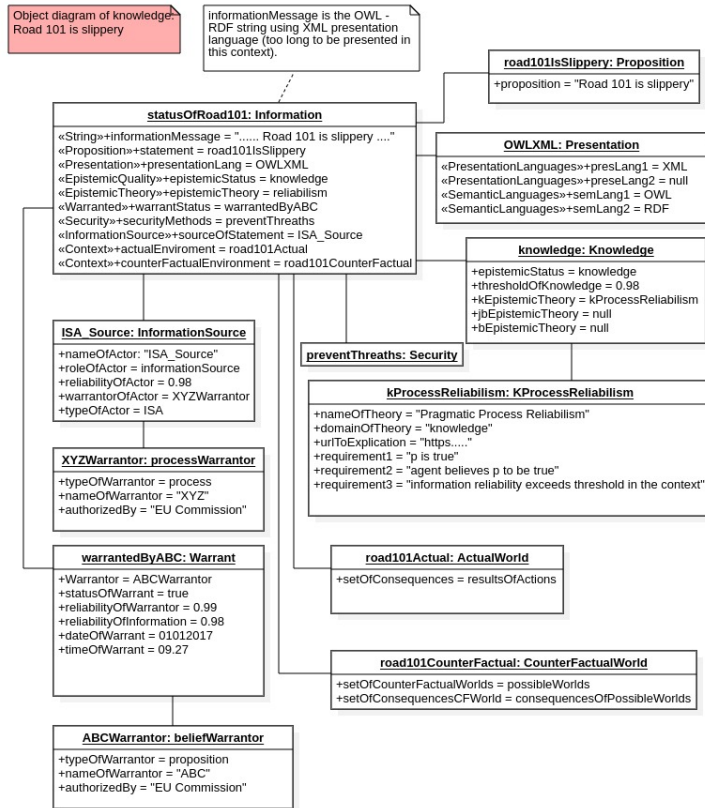 Object diagram of knowledge:
Road 101 is slippery
informationMessage is the OWL -
RDF string using XML presentation
language (too long to be presented in
this context).
road101IsSlippery: Proposition
+proposition = "Road 101 is slippery"
statusOfRoad101: Information
«String»+informationMessage = "...... Road 101 is slippery ...."
«Proposition»+statement = road101IsSlippery
«Presentation»+presentationLang = OWLXML
«EpistemicQuality»+epistemicStatus = knowledge
«EpistemicTheory»+epistemicTheory = reliabilism
«Warranted»+warrantStatus = warrantedByABC
«Security»+securityMethods = preventThreaths
«InformationSource»+sourceOfStatement = ISA_Source
«Context»+actualEnviroment = road101Actual
«Context»+counterFactualEnvironment = road101CounterFactual
OWLXML: Presentation
«PresentationLanguages»+presLang1 = XML
«PresentationLanguages»+preseLang2 = null
«SemanticLanguages»+semLang1 = OWL
«SemanticLanguages»+semLang2 = RDF
knowledge: Knowledge
+epistemicStatus = knowledge
+thresholdOfKnowledge = 0.98
+kEpistemicTheory = kProcessReliabilism
+jbEpistemicTheory = null
+bEpistemicTheory = null
ISA_Source: InformationSource
+nameOfActor: "ISA_Source"
+roleOfActor = informationSource
+reliabilityOfActor = 0.98
+warrantorOfActor = XYZWarrantor
+typeOfActor = ISA
preventThreaths: Security
kProcessReliabilism: KProcessReliabilism
+nameOfTheory = "Pragmatic Process Reliabilism"
+domainOfTheory = "knowledge"
+urlToExplication = "https....."
+requirement1 = "p is true"
+requirement2 = "agent believes p to be true"
+requirement3 = "information reliability exceeds threshold in the context"
XYZWarrantor: processWarrantor
+typeOfWarrantor = process
+nameOfWarrantor = "XYZ"
+authorizedBy = "EU Commission"
warrantedByABC: Warrant
+Warrantor = ABCWarrantor
+statusOfWarrant = true
+reliabilityOfWarrantor = 0.99
+reliabilityOfInformation = 0.98
+dateOfWarrant = 01012017
+timeOfWarrant = 09.27
road101Actual: ActualWorld
+setOfConsequences = resultsOfActions
road101CounterFactual: CounterFactualWorld
+setOfCounterFactualWorlds = possibleWorlds
+setOfConsequencesCFWorld = consequencesOfPossibleWorlds
ABCWarrantor: beliefWarrantor
+typeOfWarrantor = proposition
+nameOfWarrantor = "ABC"
+authorizedBy = "EU Commission"